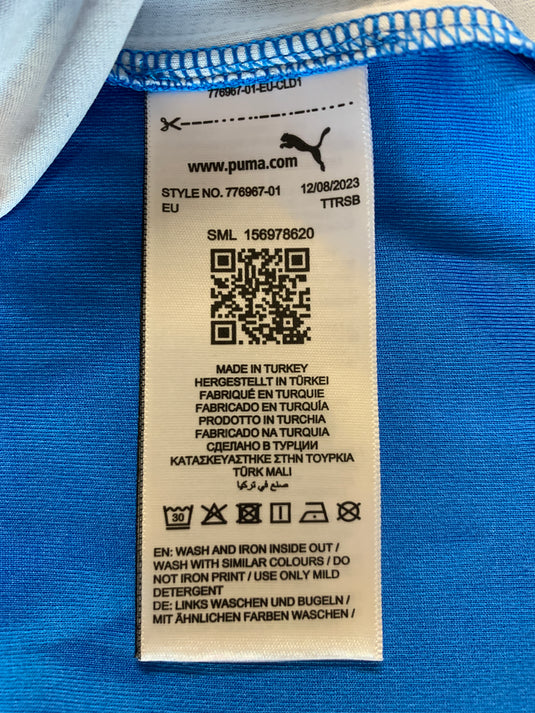 776967-01-EU-CLD1
www.puma.com
STYLE NO. 776967-01 12/08/2023
EU TTRSB
SML 156978620
MADE IN TURKEY
HERGESTELLT IN TÜRKEI
FABRIQUÉ EN TURQUIE
FABRICADO EN TURQUÍA
PRODOTTO IN TURCHIA
FABRICADO NA TURQUIA
СДЕЛАНО В ТУРЦИИ
ΚΑΤΑΣΚΕΥΑΣΤΗΚΕ ΣΤΗΝ ΤΟΥΡΚΙΑ
TÜRK MALI
صنع في تركيا
30
EN: WASH AND IRON INSIDE OUT /
WASH WITH SIMILAR COLOURS / DO
NOT IRON PRINT / USE ONLY MILD
DETERGENT
DE: LINKS WASCHEN UND BUGELN /
MIT ÄHNLICHEN FARBEN WASCHEN /